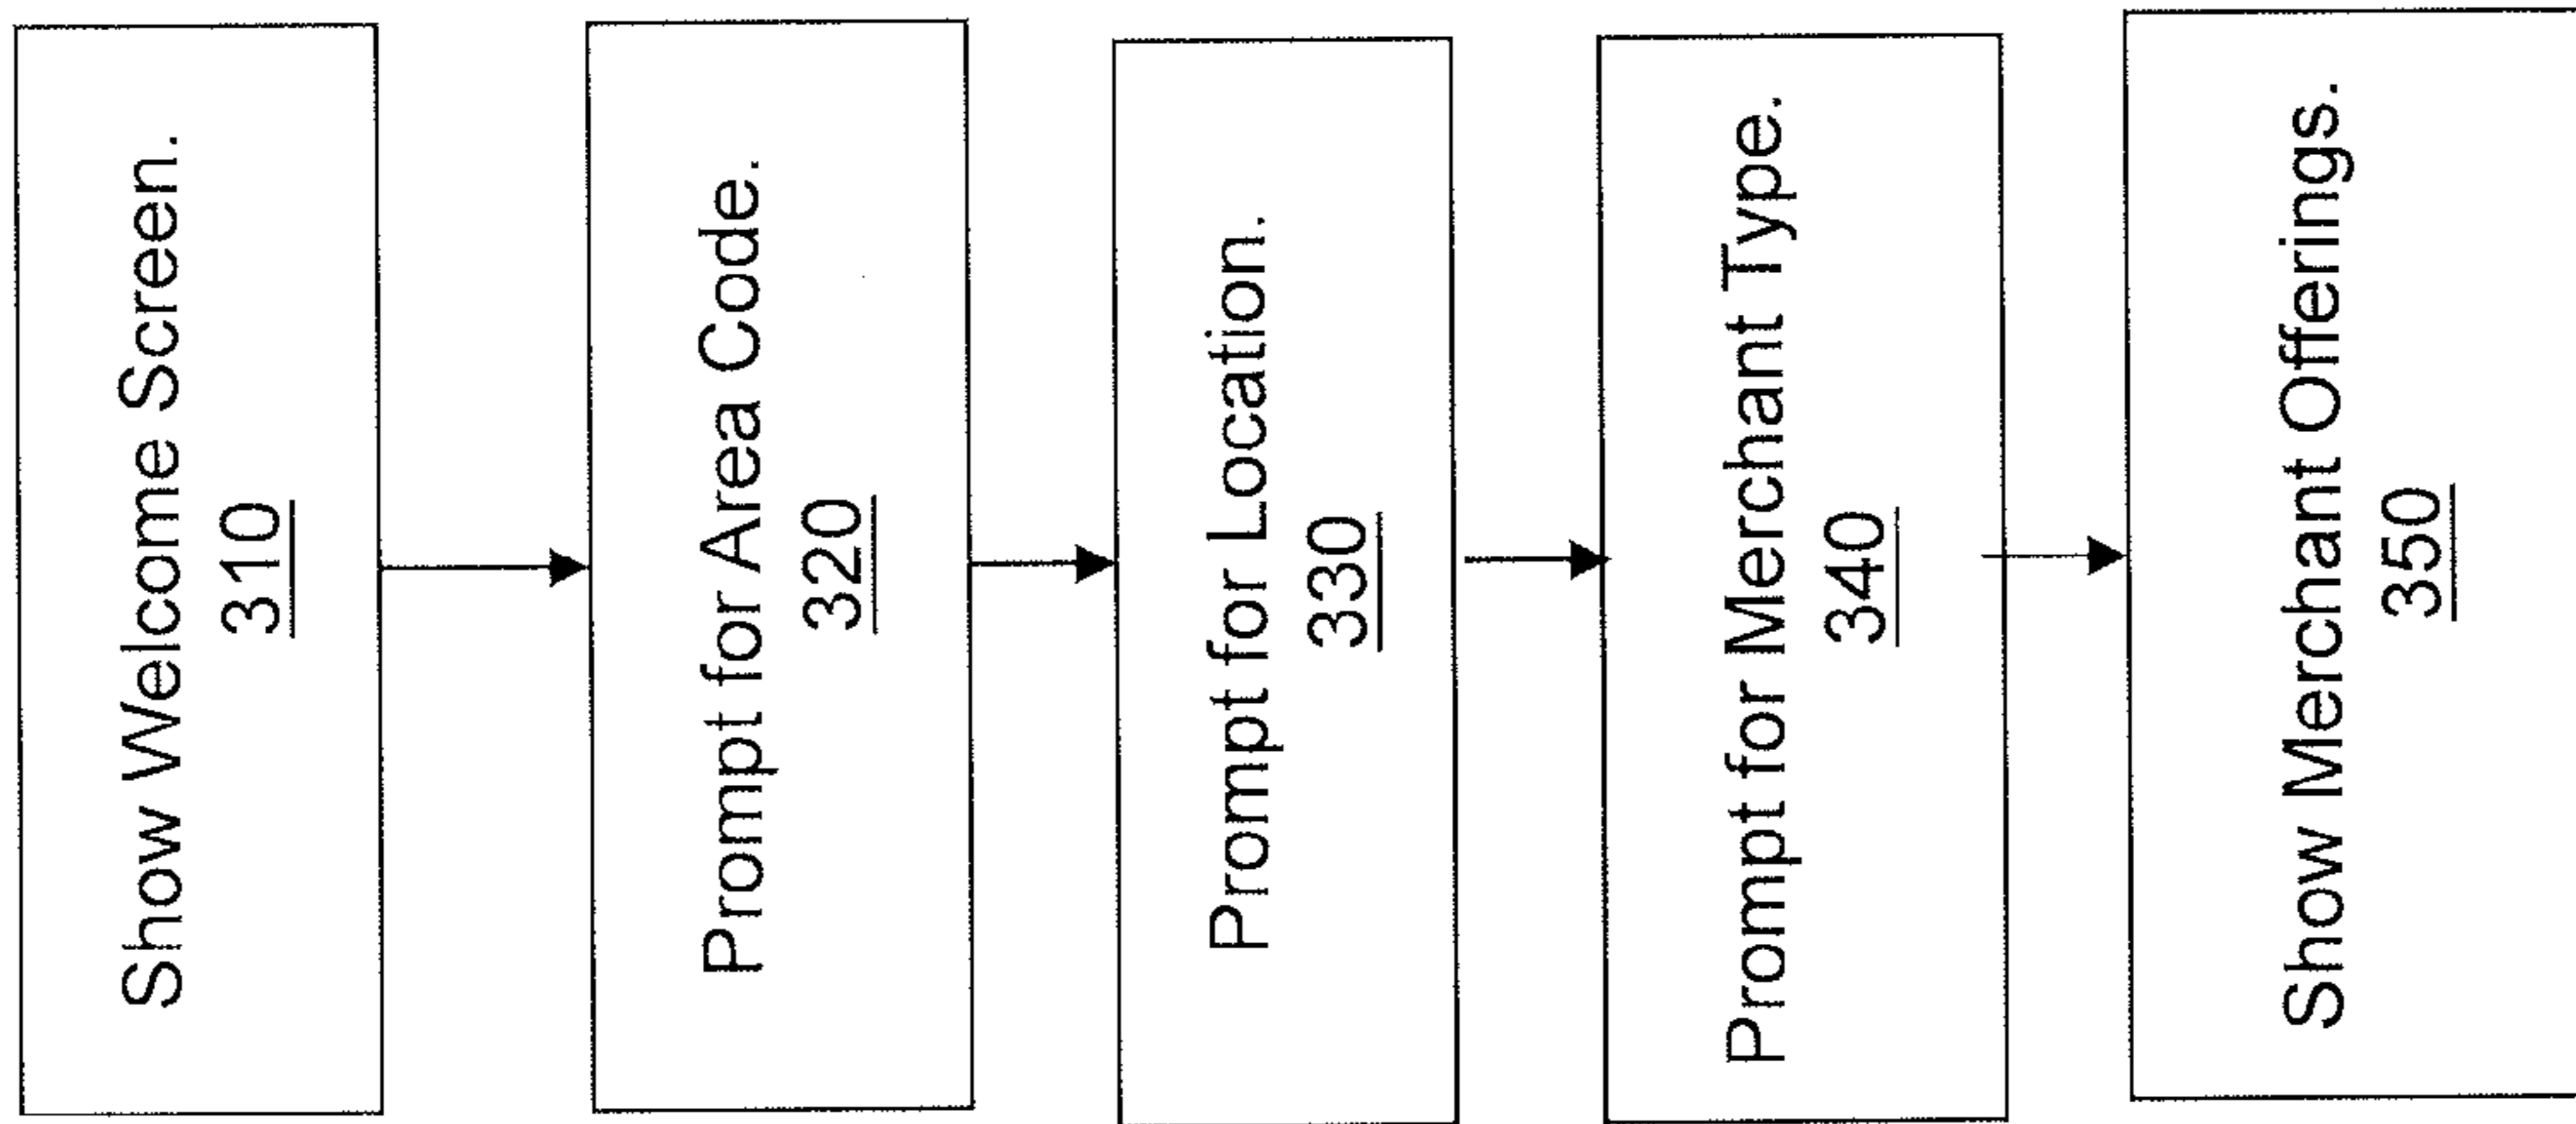 Show Welcome Screen.
310
Prompt for Area Code.
320
Prompt for Location.
330
Prompt for Merchant Type.
340
Show Merchant Offerings.
350